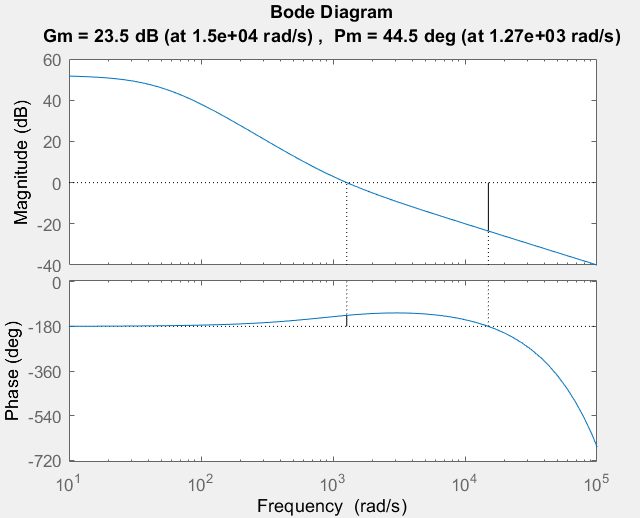 Bode Diagram
Gm = 23.5 dB (at 1.5e+04 rad/s) , Pm = 44.5 deg (at 1.27e+03 rad/s)
60
40
20
0
-20
-40
Magnitude (dB)
0
-180
-360
-540
-720
Phase (deg)
10^1 10^2 10^3 10^4 10^5
Frequency (rad/s)